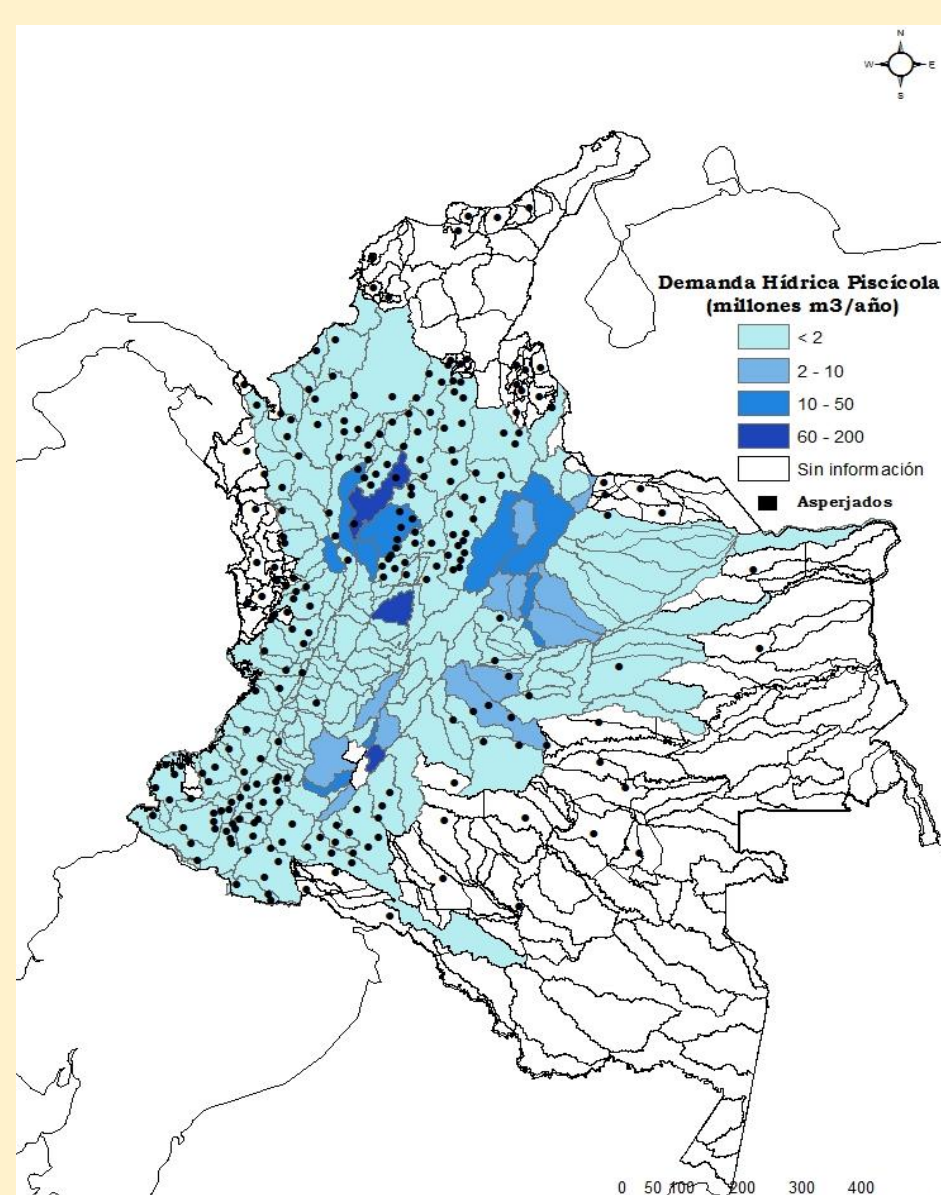 N
W E
S
Demanda Hídrica Piscícola
(millones m3/año)
< 2
2 - 10
10 - 50
60 - 200
Sin información
Asperjados
0 50 100 200 300 400